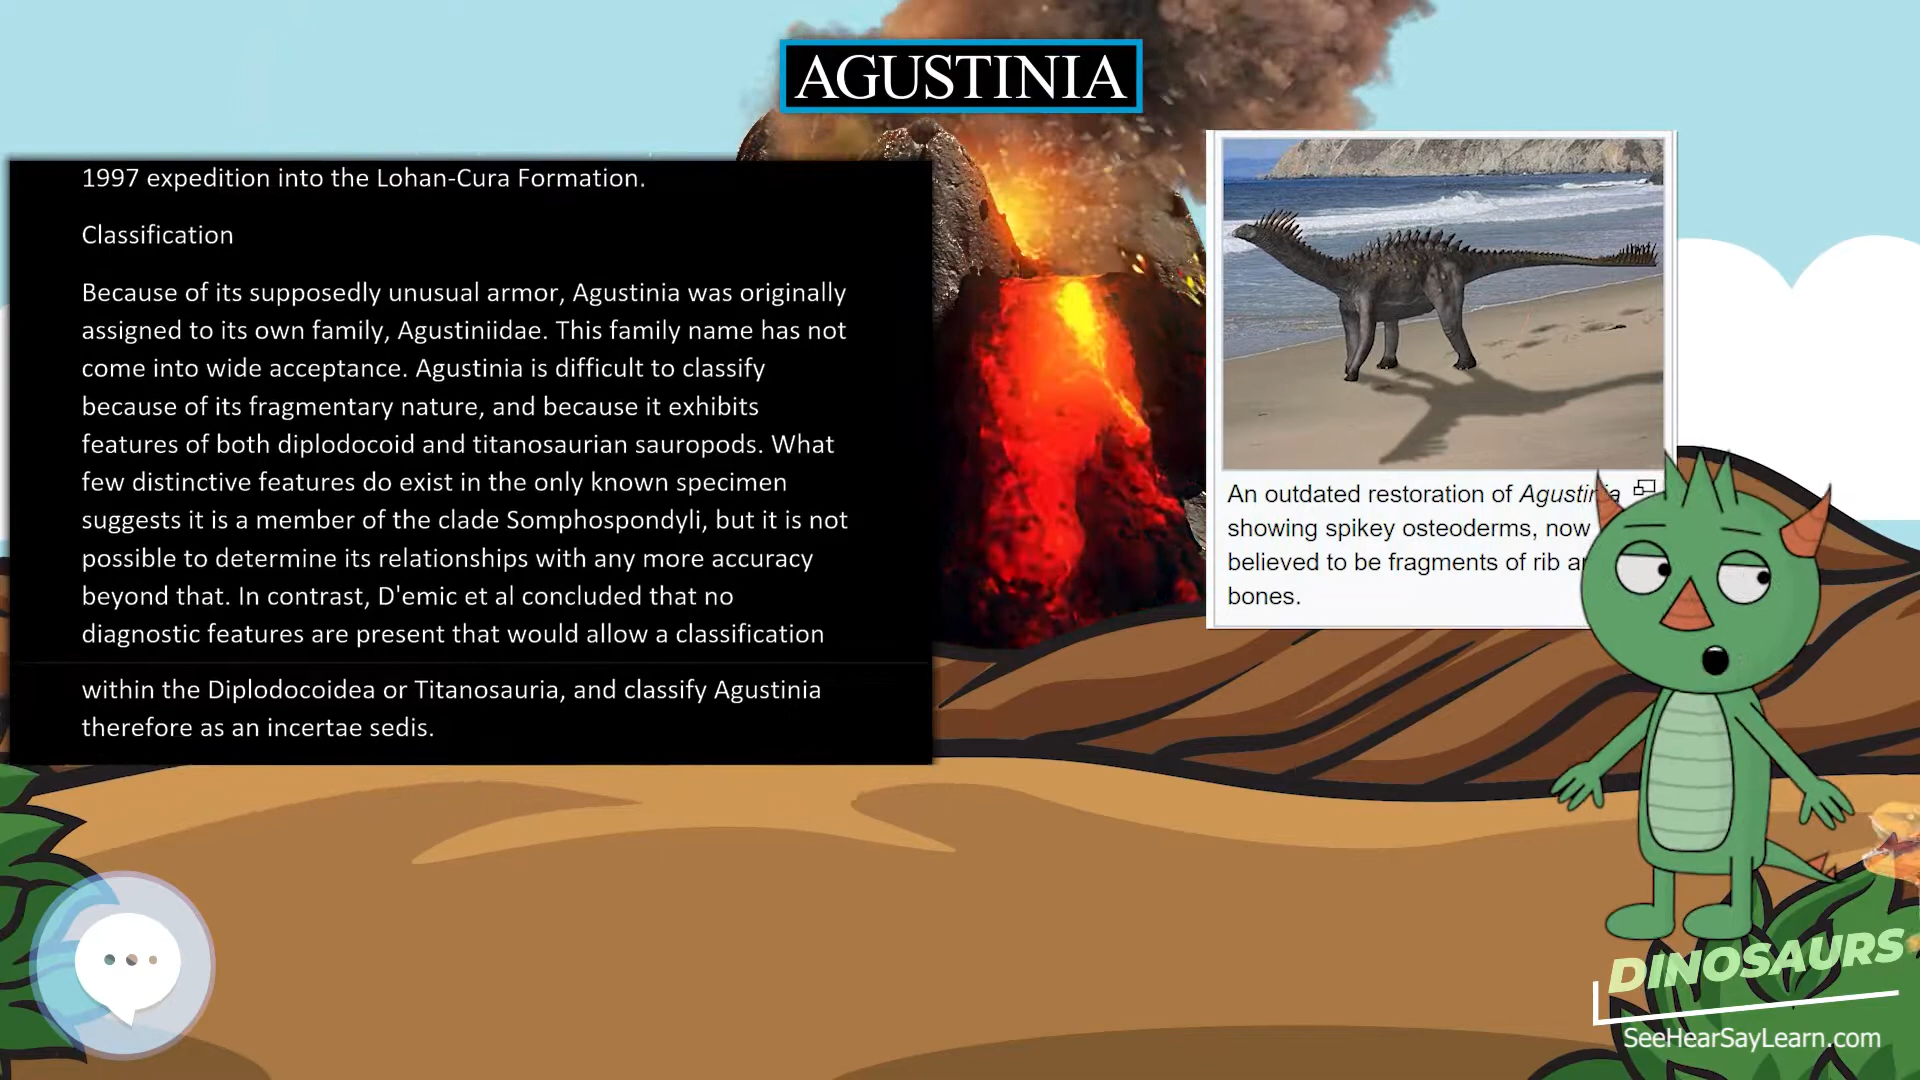 AGUSTINIA
1997 expedition into the Lohan-Cura Formation.
Classification
Because of its supposedly unusual armor, Agustinia was originally
assigned to its own family, Agustiniidae. This family name has not
come into wide acceptance. Agustinia is difficult to classify
because of its fragmentary nature, and because it exhibits
features of both diplodocoid and titanosaurian sauropods. What
few distinctive features do exist in the only known specimen
suggests it is a member of the clade Somphospondyli, but it is not
possible to determine its relationships with any more accuracy
beyond that. In contrast, D'emic et al concluded that no
diagnostic features are present that would allow a classification
within the Diplodocoidea or Titanosauria, and classify Agustinia
therefore as an incertae sedis.
An outdated restoration of Agustinia
showing spikey osteoderms, now
believed to be fragments of rib
bones.
DINOSAURS
SeeHearSayLearn.com